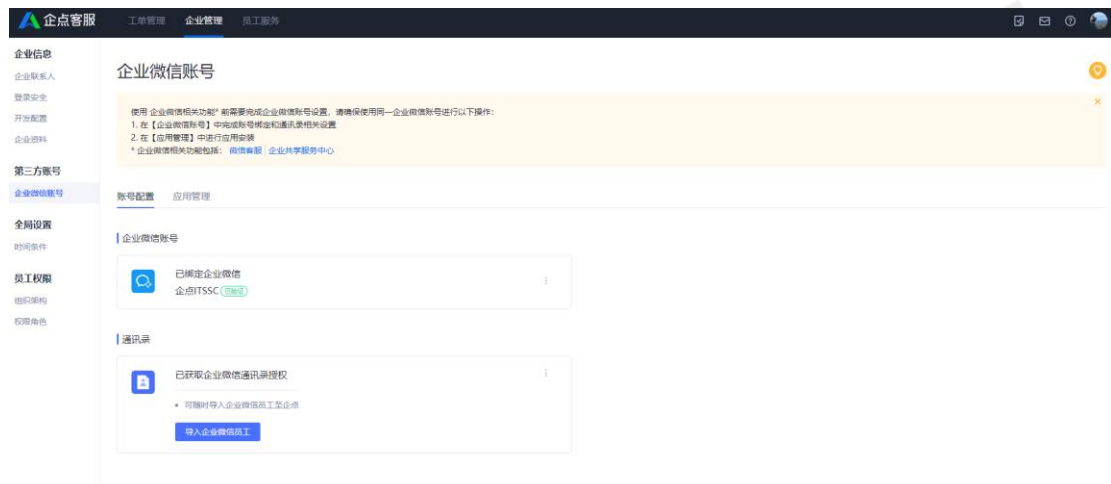 企点客服
工单管理 企业管理 员工服务
企业信息
企业联系人
登录安全
开发配置
企业资料
第三方账号
企业微信账号
全局设置
时间条件
员工权限
组织架构
权限角色
企业微信账号
使用 企业微信相关功能* 前需要完成企业微信账号设置，请确保使用同一企业微信账号进行以下操作：
1. 在【企业微信账号】中完成账号绑定和通讯录相关设置
2. 在【应用管理】中进行应用安装
* 企业微信相关功能包括： 微信客服 企业共享服务中心
账号配置 应用管理
企业微信账号
已绑定企业微信
企点ITSSC 已验证
通讯录
已获取企业微信通讯录授权
• 可随时导入企业微信员工至企点
导入企业微信员工